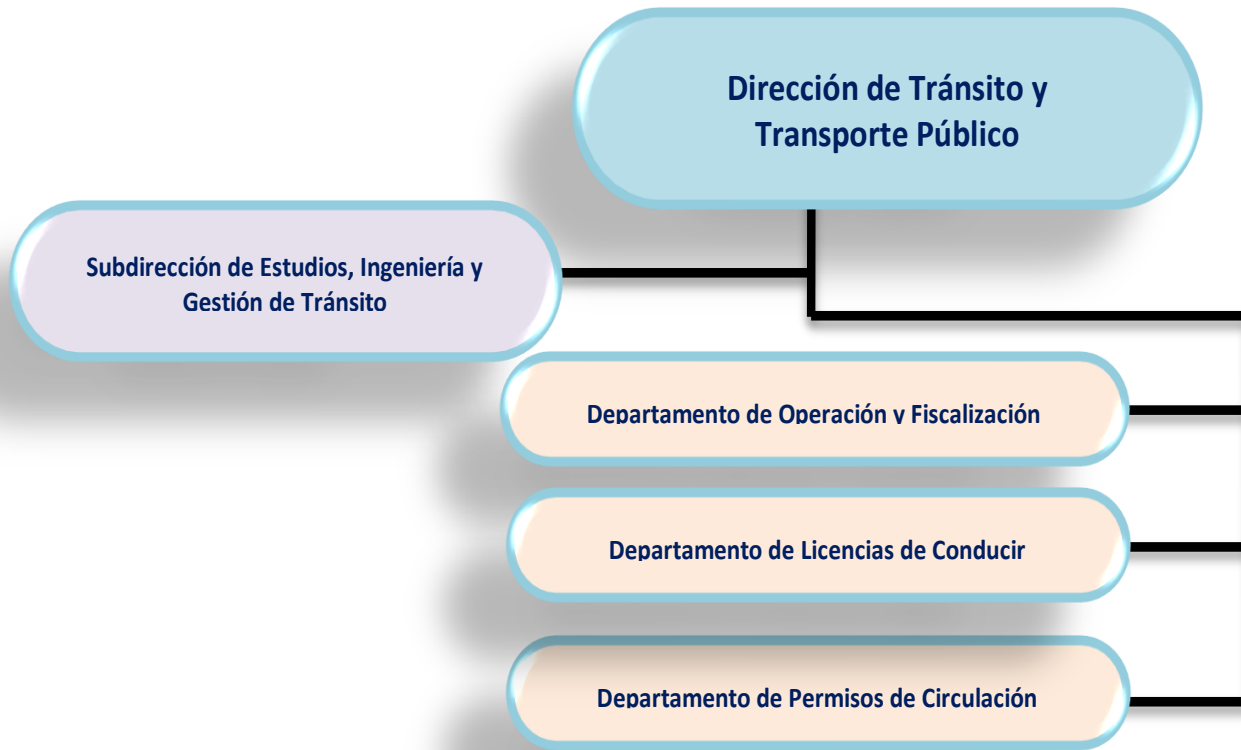 Dirección de Tránsito y
Transporte Público
Subdirección de Estudios, Ingeniería y
Gestión de Tránsito
Departamento de Operación y Fiscalización
Departamento de Licencias de Conducir
Departamento de Permisos de Circulación